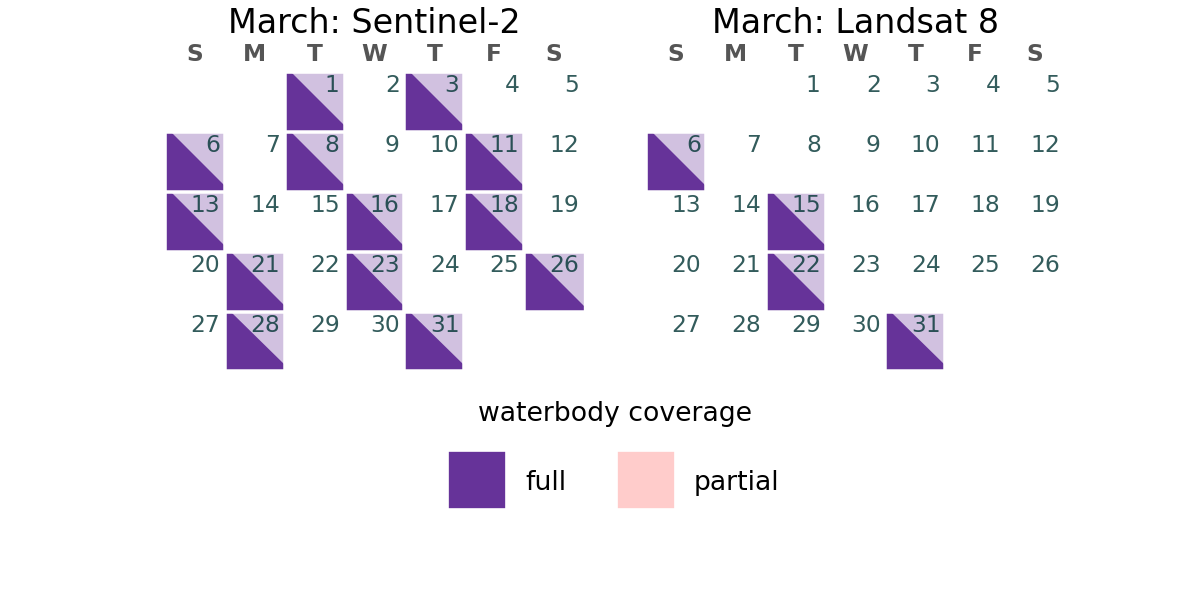 March: Sentinel-2
S M T W T F S
1 2 3 4 5
6 7 8 9 10 11 12
13 14 15 16 17 18 19
20 21 22 23 24 25 26
27 28 29 30 31
March: Landsat 8
S M T W T F S
1 2 3 4 5
6 7 8 9 10 11 12
13 14 15 16 17 18 19
20 21 22 23 24 25 26
27 28 29 30 31
waterbody coverage
full
partial